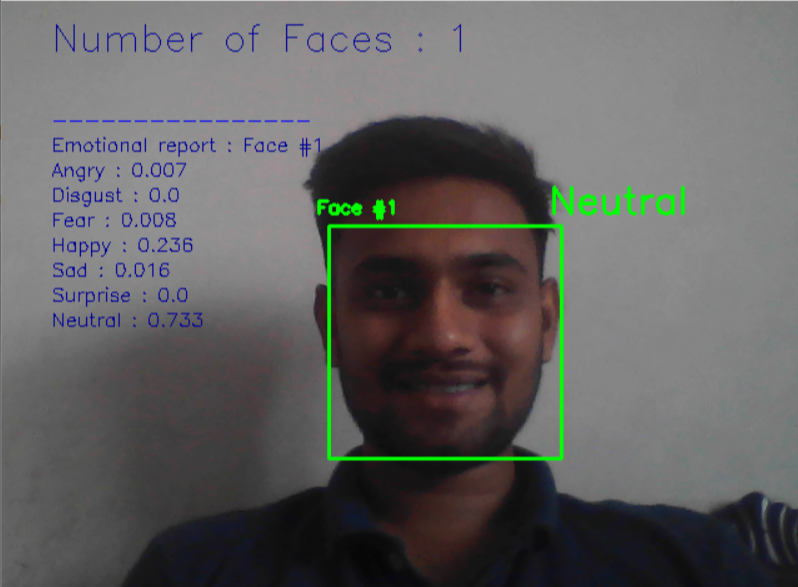 Number of Faces : 1
----------------
Emotional report : Face #1
Angry : 0.007
Disgust : 0.0
Fear : 0.008
Happy : 0.236
Sad : 0.016
Surprise : 0.0
Neutral : 0.733
Face #1
Neutral